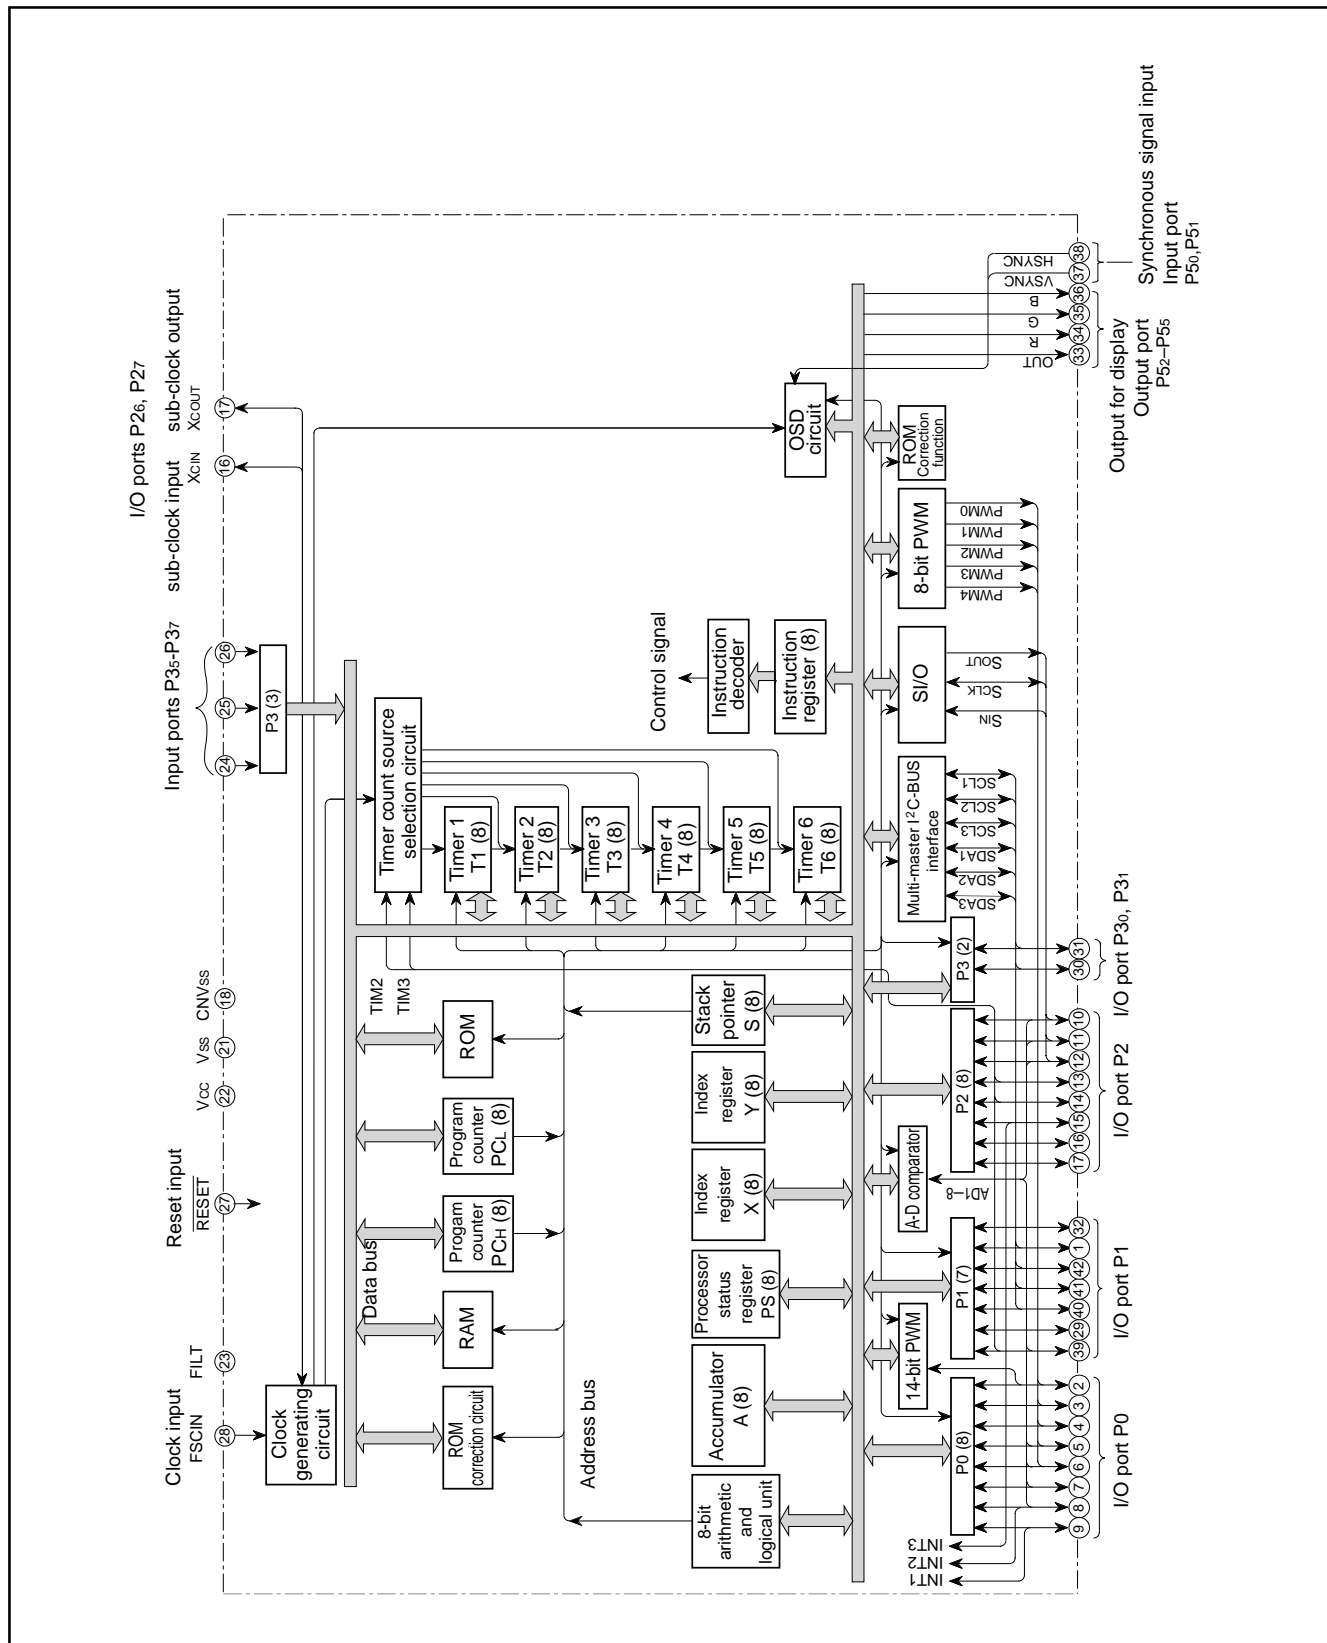 Clock input
FSCIN
28
FILT
23
Reset input
RESET
27
VCC
22
VSS
21
CNVSS
18
Input ports P35-P37
24
25
26
P3 (3)
I/O ports P26, P27
sub-clock input
XCIN
16
sub-clock output
XCOUT
17
Clock
generating
circuit
Data bus
ROM
correction circuit
RAM
Progam
counter
PCH (8)
Program
counter
PCL (8)
ROM
TIM2
TIM3
Timer count source
selection circuit
Timer 1
T1 (8)
Timer 2
T2 (8)
Timer 3
T3 (8)
Timer 4
T4 (8)
Timer 5
T5 (8)
Timer 6
T6 (8)
Address bus
8-bit
arithmetic
and
logical unit
Accumulator
A (8)
Processor
status
register
PS (8)
Index
register
X (8)
Index
register
Y (8)
Stack
pointer
S (8)
Control signal
Instruction
decoder
Instruction
register (8)
OSD
circuit
P0 (8)
14-bit PWM
P1 (7)
A-D comparator
P2 (8)
P3 (2)
Multi-master I2C-BUS
interface
SI/O
8-bit PWM
ROM
Correction
function
INT1
INT2
INT3
AD1–8
SDA3
SDA2
SDA1
SCL3
SCL2
SCL1
SIN
SCLK
SOUT
PWM4
PWM3
PWM2
PWM1
PWM0
OUT
R
G
B
VSYNC
HSYNC
9
8
7
6
5
4
3
2
39
29
40
41
42
1
32
17
16
15
14
13
12
11
10
30
31
33
34
35
36
37
38
I/O port P0
I/O port P1
I/O port P2
I/O port P30, P31
Output for display
Output port
P52–P55
Synchronous signal input
Input port
P50,P51